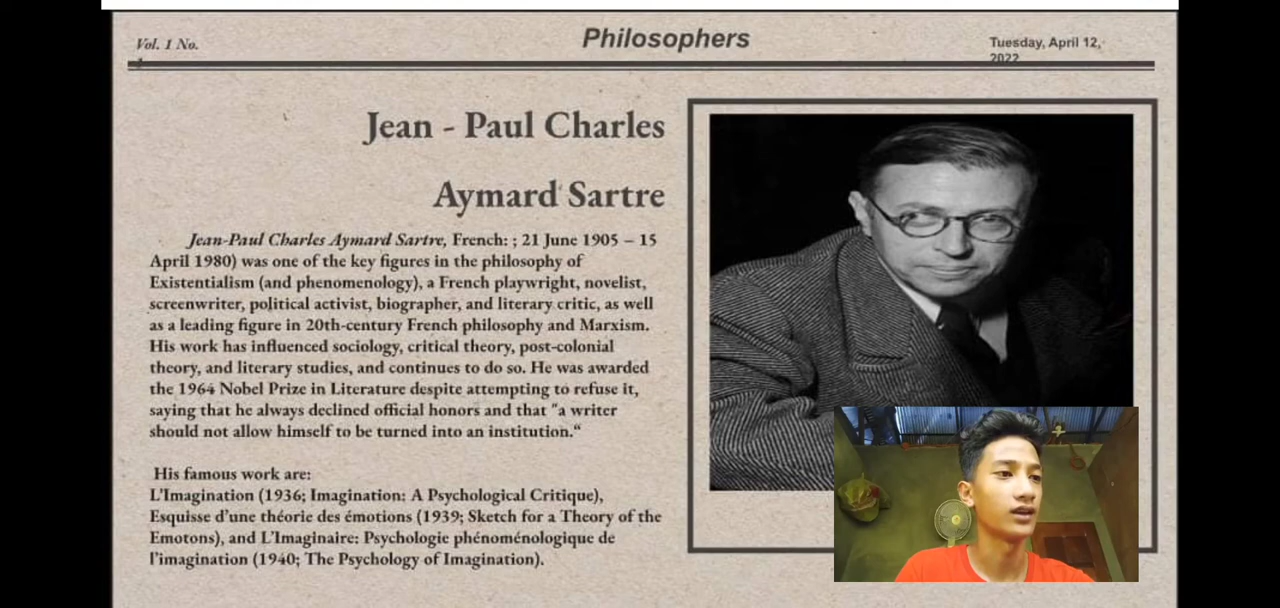 Vol. 1 No.
Philosophers
Tuesday, April 12,
2022
Jean - Paul Charles
Aymard Sartre
Jean-Paul Charles Aymard Sartre, French: ; 21 June 1905 – 15
April 1980) was one of the key figures in the philosophy of
Existentialism (and phenomenology), a French playwright, novelist,
screenwriter, political activist, biographer, and literary critic, as well
as a leading figure in 20th-century French philosophy and Marxism.
His work has influenced sociology, critical theory, post-colonial
theory, and literary studies, and continues to do so. He was awarded
the 1964 Nobel Prize in Literature despite attempting to refuse it,
saying that he always declined official honors and that "a writer
should not allow himself to be turned into an institution.“
His famous work are:
L'Imagination (1936; Imagination: A Psychological Critique),
Esquisse d'une théorie des émotions (1939; Sketch for a Theory of the
Emotons), and L'Imaginaire: Psychologie phénoménologique de
l'imagination (1940; The Psychology of Imagination).